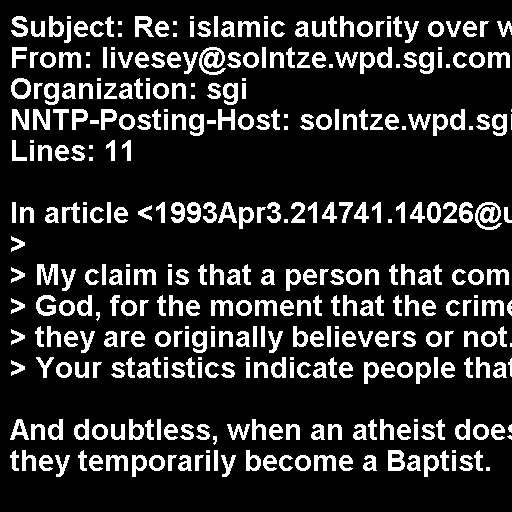 Subject: Re: islamic authority over
From: livesey@solntze.wpd.sgi.com
Organization: sgi
NNTP-Posting-Host: solntze.wpd.sgi
Lines: 11
In article <1993Apr3.214741.14026@u
>
> My claim is that a person that com
> God, for the moment that the crime
> they are originally believers or not.
> Your statistics indicate people that
And doubtless, when an atheist does
they temporarily become a Baptist.